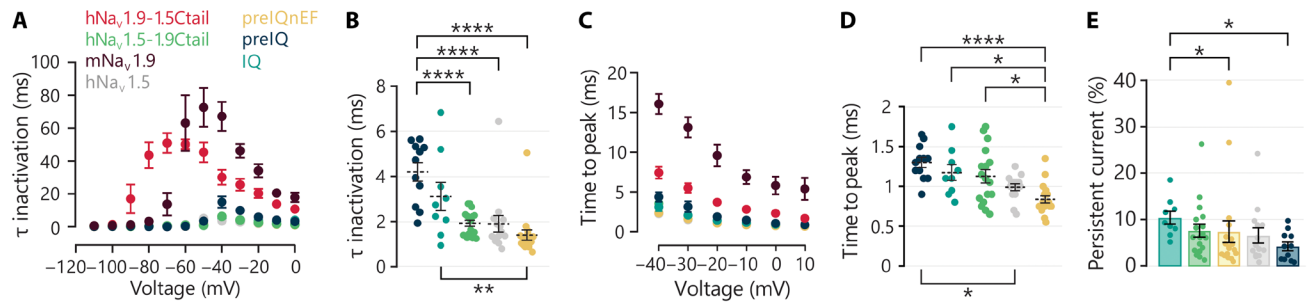 A
hNav1.9-1.5Ctail
hNav1.5-1.9Ctail
mNav1.9
hNav1.5
preIQnEF
preIQ
IQ
τ inactivation (ms)
100
80
60
40
20
0
−120
−100
−80
−60
−40
−20
0
Voltage (mV)
B
****
****
****
τ inactivation (ms)
8
6
4
2
0
**
C
Time to peak (ms)
20
15
10
5
0
−40
−30
−20
−10
0
10
Voltage (mV)
D
****
*
*
Time to peak (ms)
2
1.5
1
0.5
0
*
E
*
*
Persistent current (%)
40
30
20
10
0